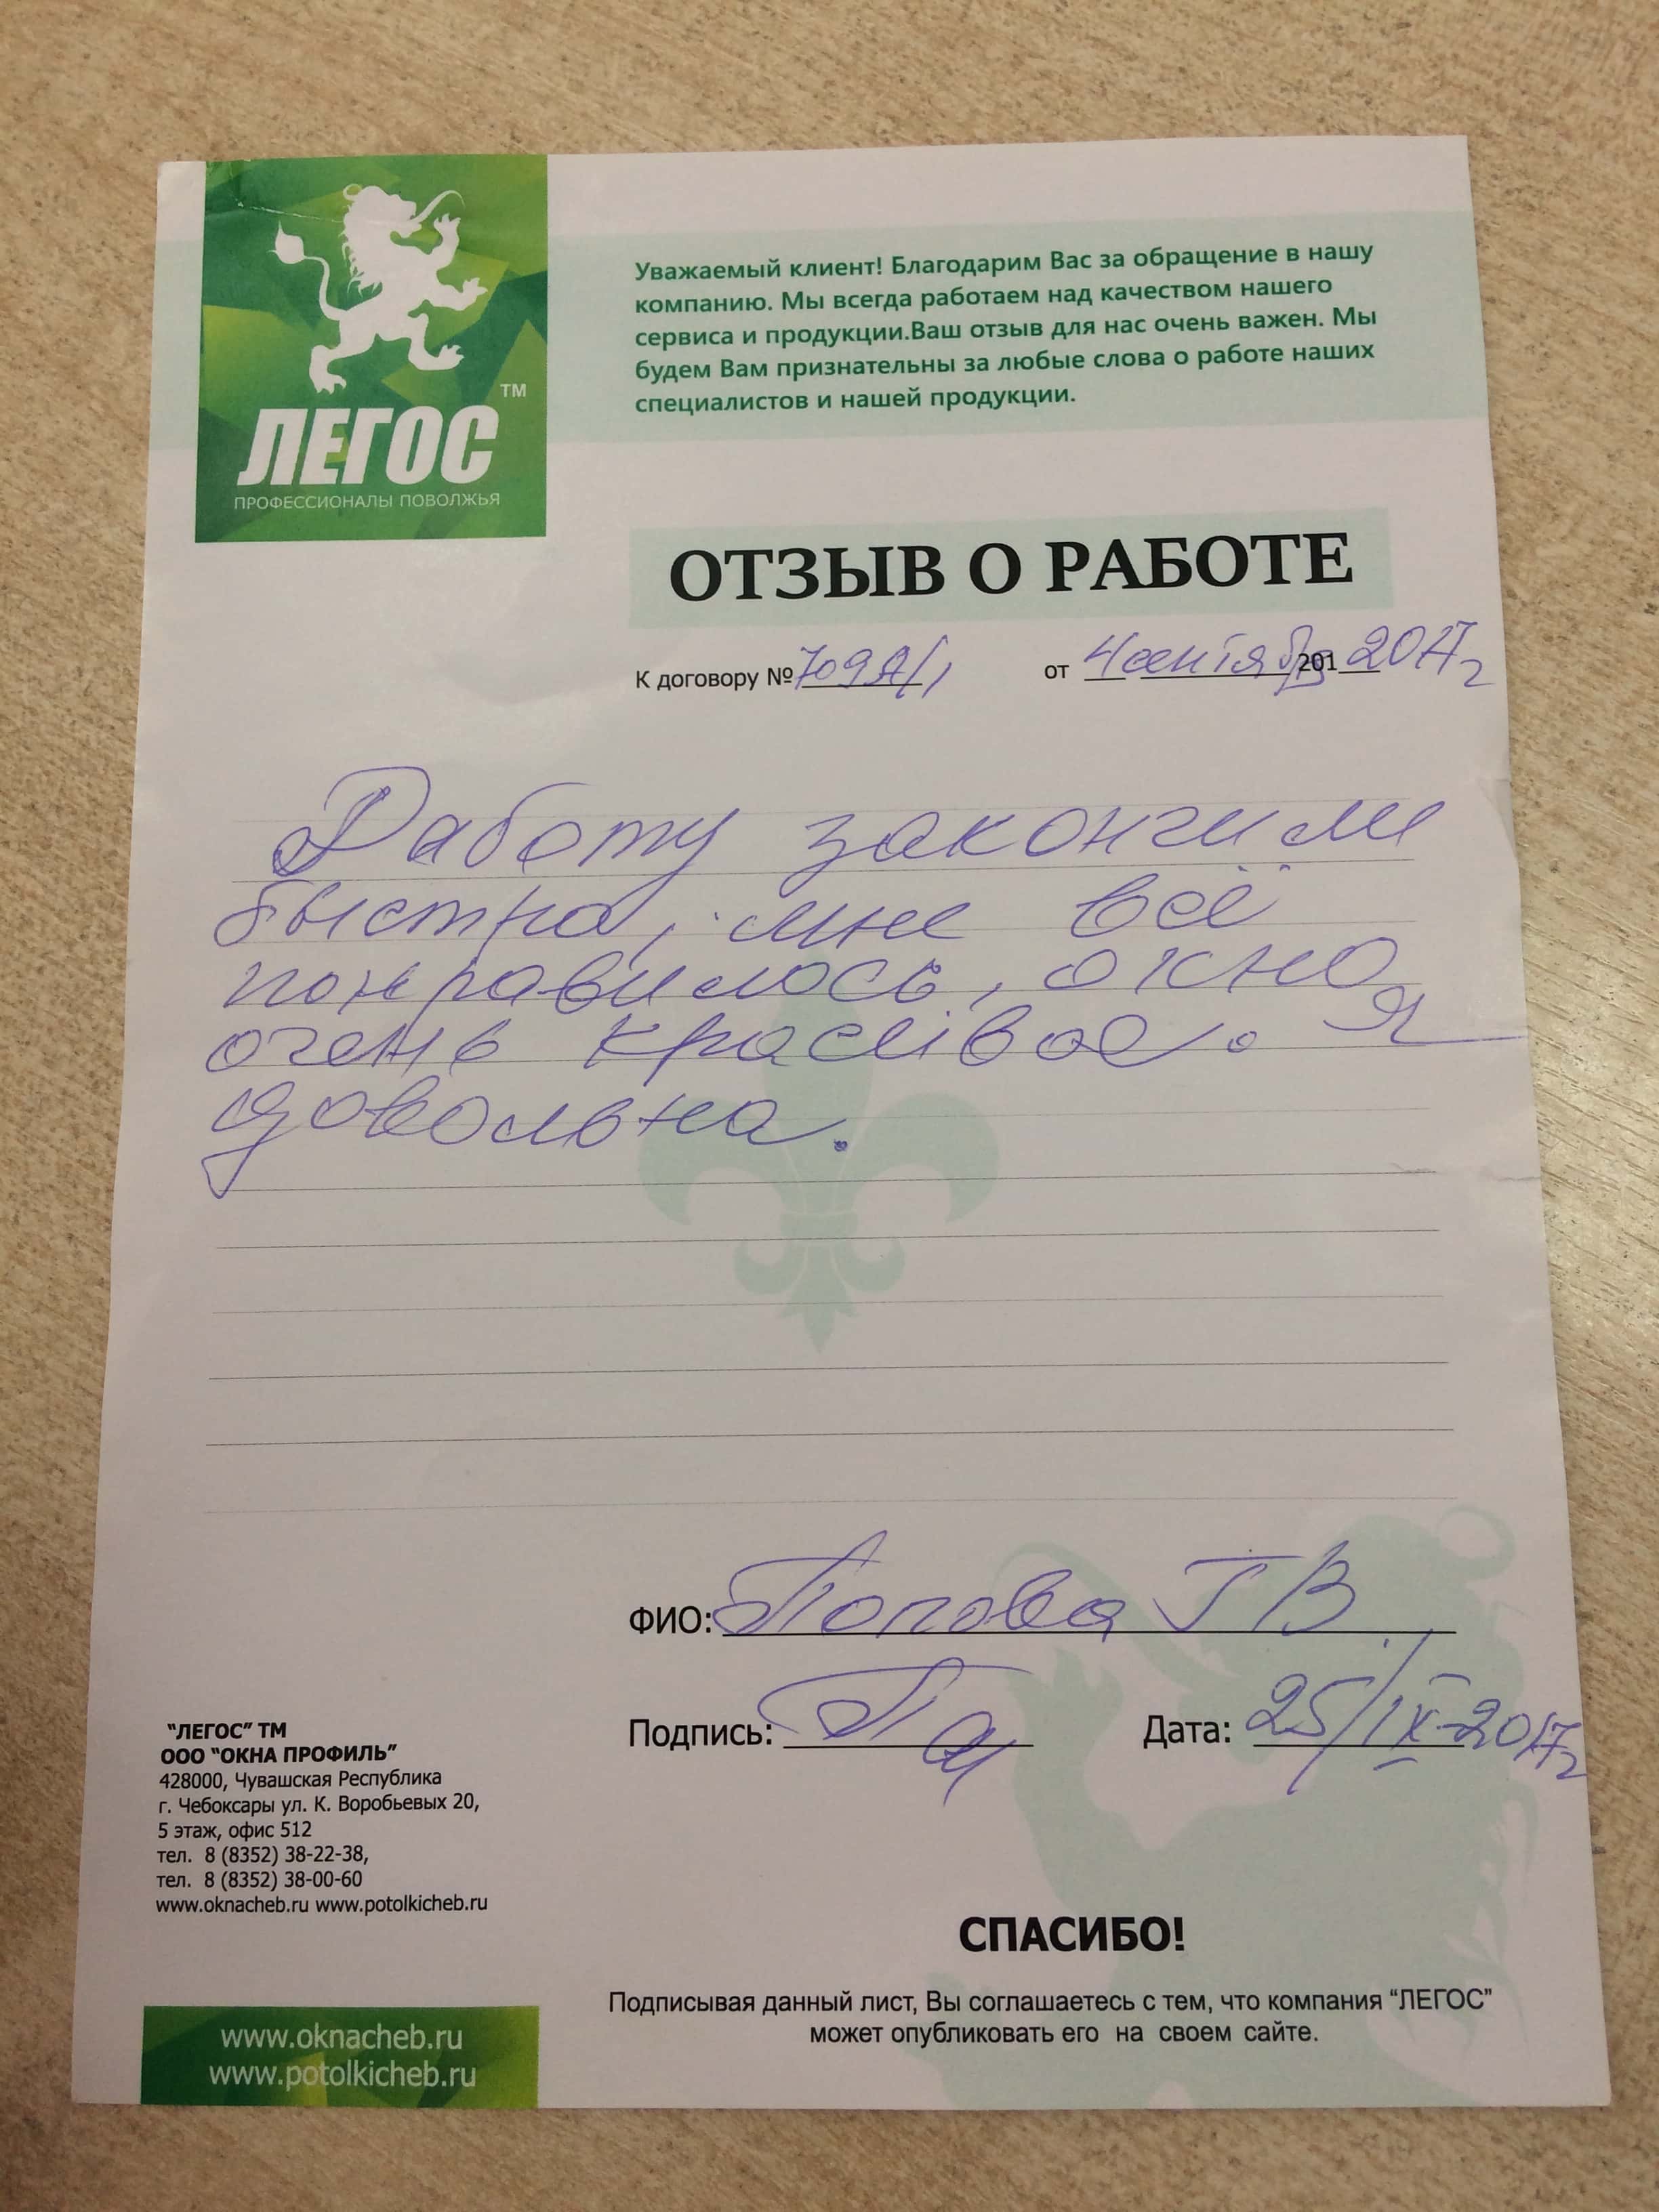 ЛЕГОС ТМ
ПРОФЕССИОНАЛЫ ПОВОЛЖЬЯ
Уважаемый клиент! Благодарим Вас за обращение в нашу
компанию. Мы всегда работаем над качеством нашего
сервиса и продукции.Ваш отзыв для нас очень важен. Мы
будем Вам признательны за любые слова о работе наших
специалистов и нашей продукции.
ОТЗЫВ О РАБОТЕ
К договору № 709А/1 от 4 сентября 201 2017г
Работу закончили
быстро, мне всё
понравилось, окно
очень красивое. Я
довольна.
ФИО: Попова Г В.
Подпись: Дата: 25/IX-2017г
"ЛЕГОС" ТМ
ООО "ОКНА ПРОФИЛЬ"
428000, Чувашская Республика
г. Чебоксары ул. К. Воробьевых 20,
5 этаж, офис 512
тел. 8 (8352) 38-22-38,
тел. 8 (8352) 38-00-60
www.oknacheb.ru www.potolkicheb.ru
СПАСИБО!
Подписывая данный лист, Вы соглашаетесь с тем, что компания "ЛЕГОС"
может опубликовать его на своем сайте.
www.oknacheb.ru
www.potolkicheb.ru